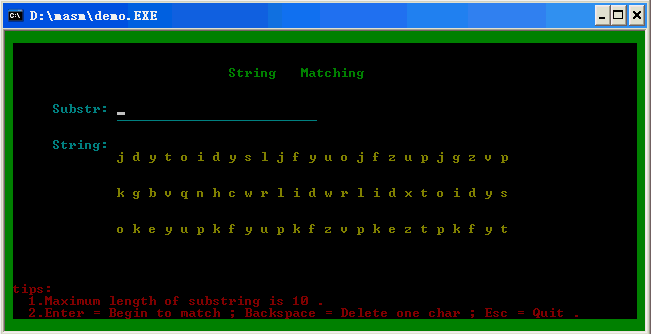 D:\masm\demo.EXE
String Matching
Substr:
String:
j d y t o i d y s l j f y u o j f z u p j g z v p
k g b v q n h c w r l i d w r l i d x t o i d y s
o k e y u p k f y u p k f z v p k e z t p k f y t
tips:
1.Maximum length of substring is 10 .
2.Enter = Begin to match ; Backspace = Delete one char ; Esc = Quit .